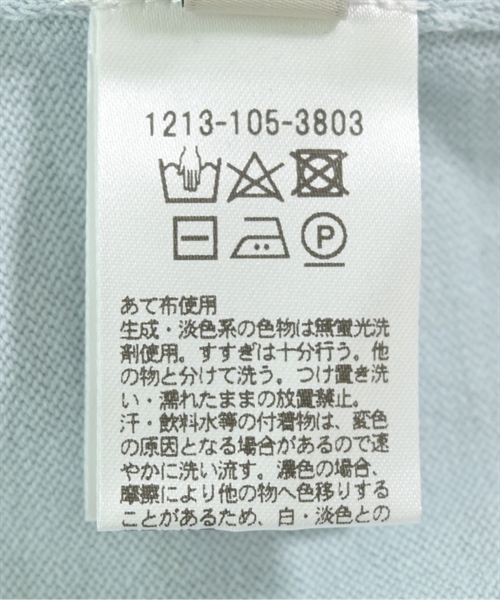 1213-105-3803
P
あて布使用
生成・淡色系の色物は無蛍光洗
剤使用。すすぎは十分行う。他
の物と分けて洗う。つけ置き洗
い・濡れたままの放置禁止。
汗・飲料水等の付着物は、変色
の原因となる場合があるので速
やかに洗い流す。濃色の場合、
摩擦により他の物へ色移りする
ことがあるため、白・淡色との